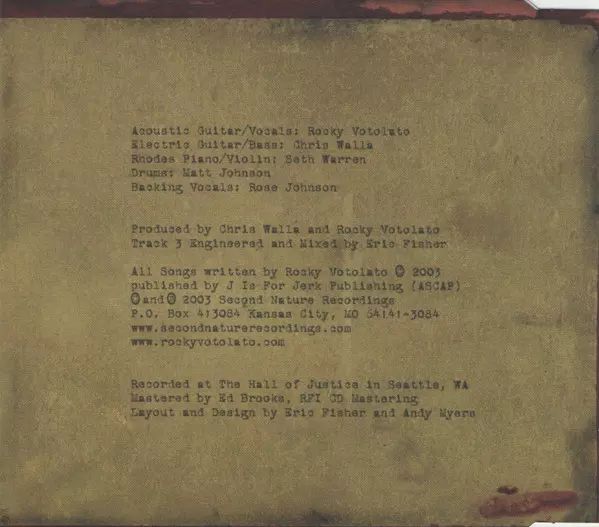 Acoustic Guitar/Vocals: Rocky Votolato
Electric Guitar/Bass: Chris Walla
Rhodes Piano/Violin: Seth Warren
Drums: Matt Johnson
Backing Vocals: Rose Johnson
Produced by Chris Walla and Rocky Votolato
Track 3 Engineered and Mixed by Eric Fisher
All Songs written by Rocky Votolato © 2003
published by J Is For Jerk Publishing (ASCAP)
© and ℗ 2003 Second Nature Recordings
P.O. Box 413084 Kansas City, MO 64141-3084
www.secondnaturerecordings.com
www.rockyvotolato.com
Recorded at The Hall of Justice in Seattle, WA
Mastered by Ed Brooks, RFI CD Mastering
Layout and Design by Eric Fisher and Andy Myers